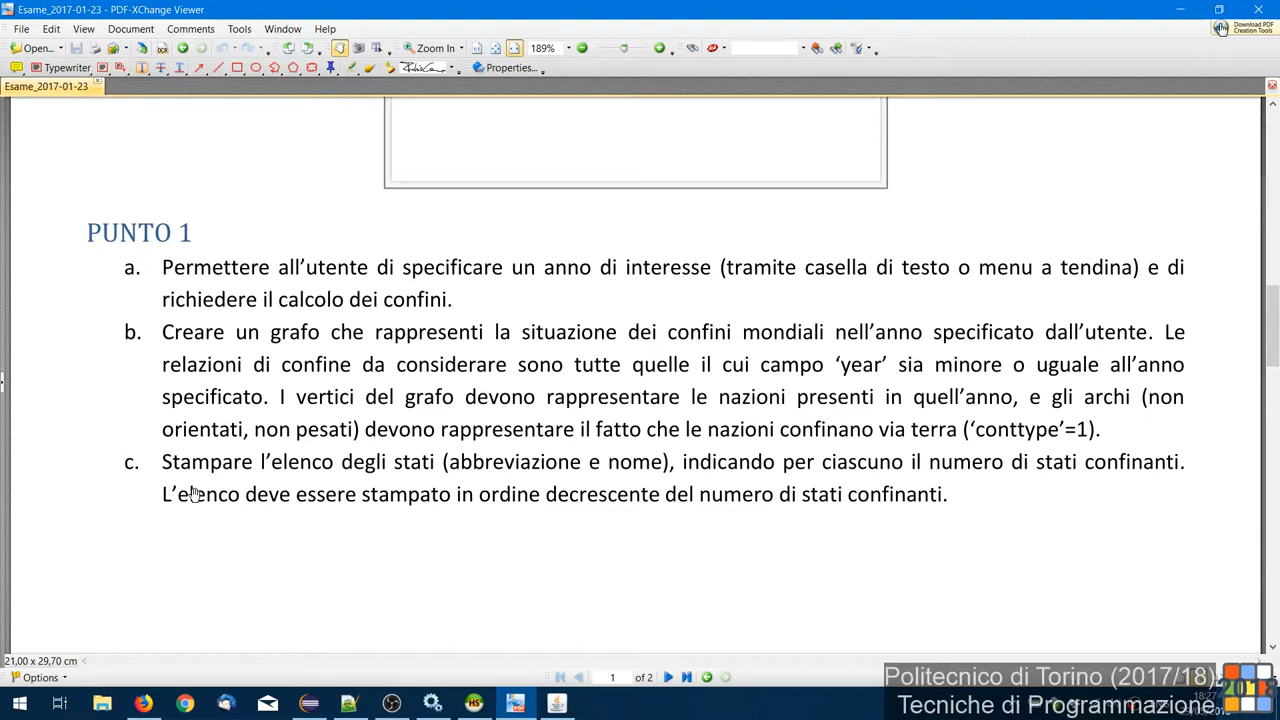 Esame_2017-01-23 - PDF-XChange Viewer
File Edit View Document Comments Tools Window Help
Open... Zoom In 189% Download PDF Creation Tools
Typewriter Properties...
Esame_2017-01-23
PUNTO 1
a. Permettere all’utente di specificare un anno di interesse (tramite casella di testo o menu a tendina) e di
richiedere il calcolo dei confini.
b. Creare un grafo che rappresenti la situazione dei confini mondiali nell’anno specificato dall’utente. Le
relazioni di confine da considerare sono tutte quelle il cui campo ‘year’ sia minore o uguale all’anno
specificato. I vertici del grafo devono rappresentare le nazioni presenti in quell’anno, e gli archi (non
orientati, non pesati) devono rappresentare il fatto che le nazioni confinano via terra (‘conttype’=1).
c. Stampare l’elenco degli stati (abbreviazione e nome), indicando per ciascuno il numero di stati confinanti.
L’elenco deve essere stampato in ordine decrescente del numero di stati confinanti.
21,00 x 29,70 cm
Options 1 of 2
Politecnico di Torino (2017/18)
18:27
Tecniche di Programmazione
2018